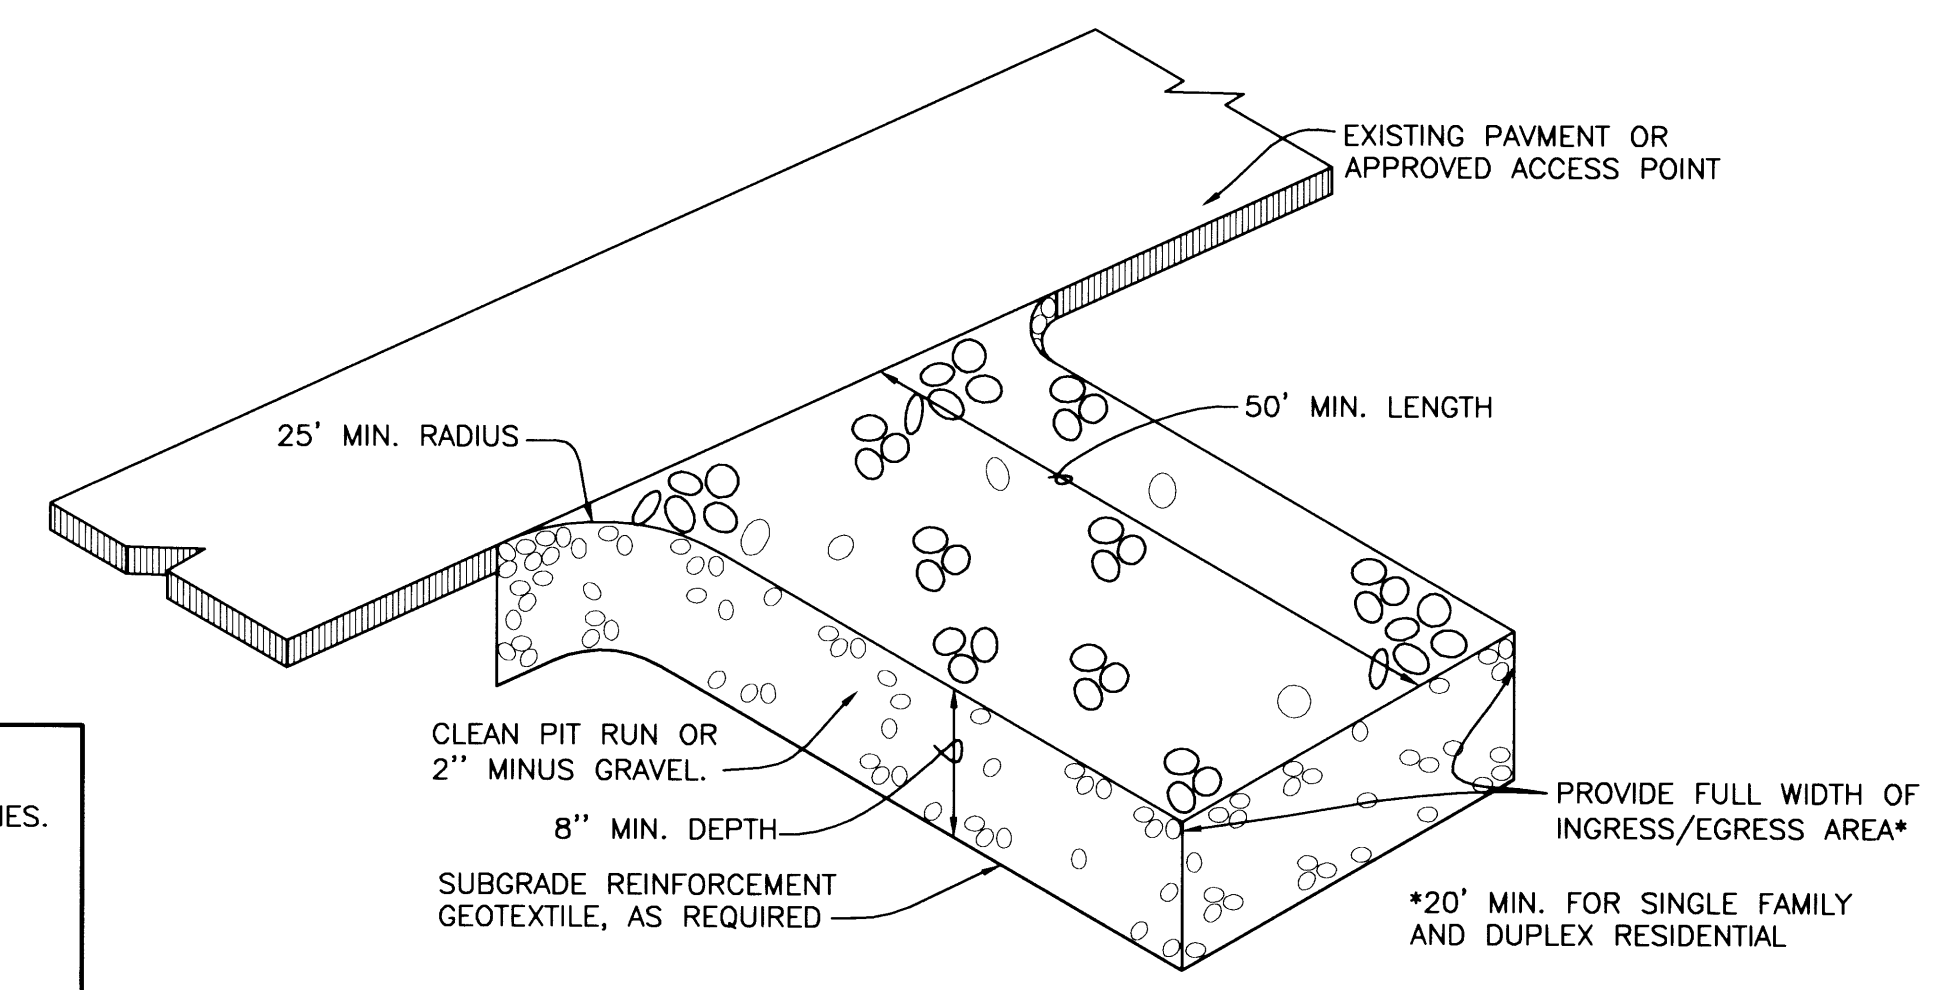 EXISTING PAVMENT OR
APPROVED ACCESS POINT
50' MIN. LENGTH
25' MIN. RADIUS
CLEAN PIT RUN OR
2'' MINUS GRAVEL.
8'' MIN. DEPTH
SUBGRADE REINFORCEMENT
GEOTEXTILE, AS REQUIRED
PROVIDE FULL WIDTH OF
INGRESS/EGRESS AREA*
*20' MIN. FOR SINGLE FAMILY
AND DUPLEX RESIDENTIAL